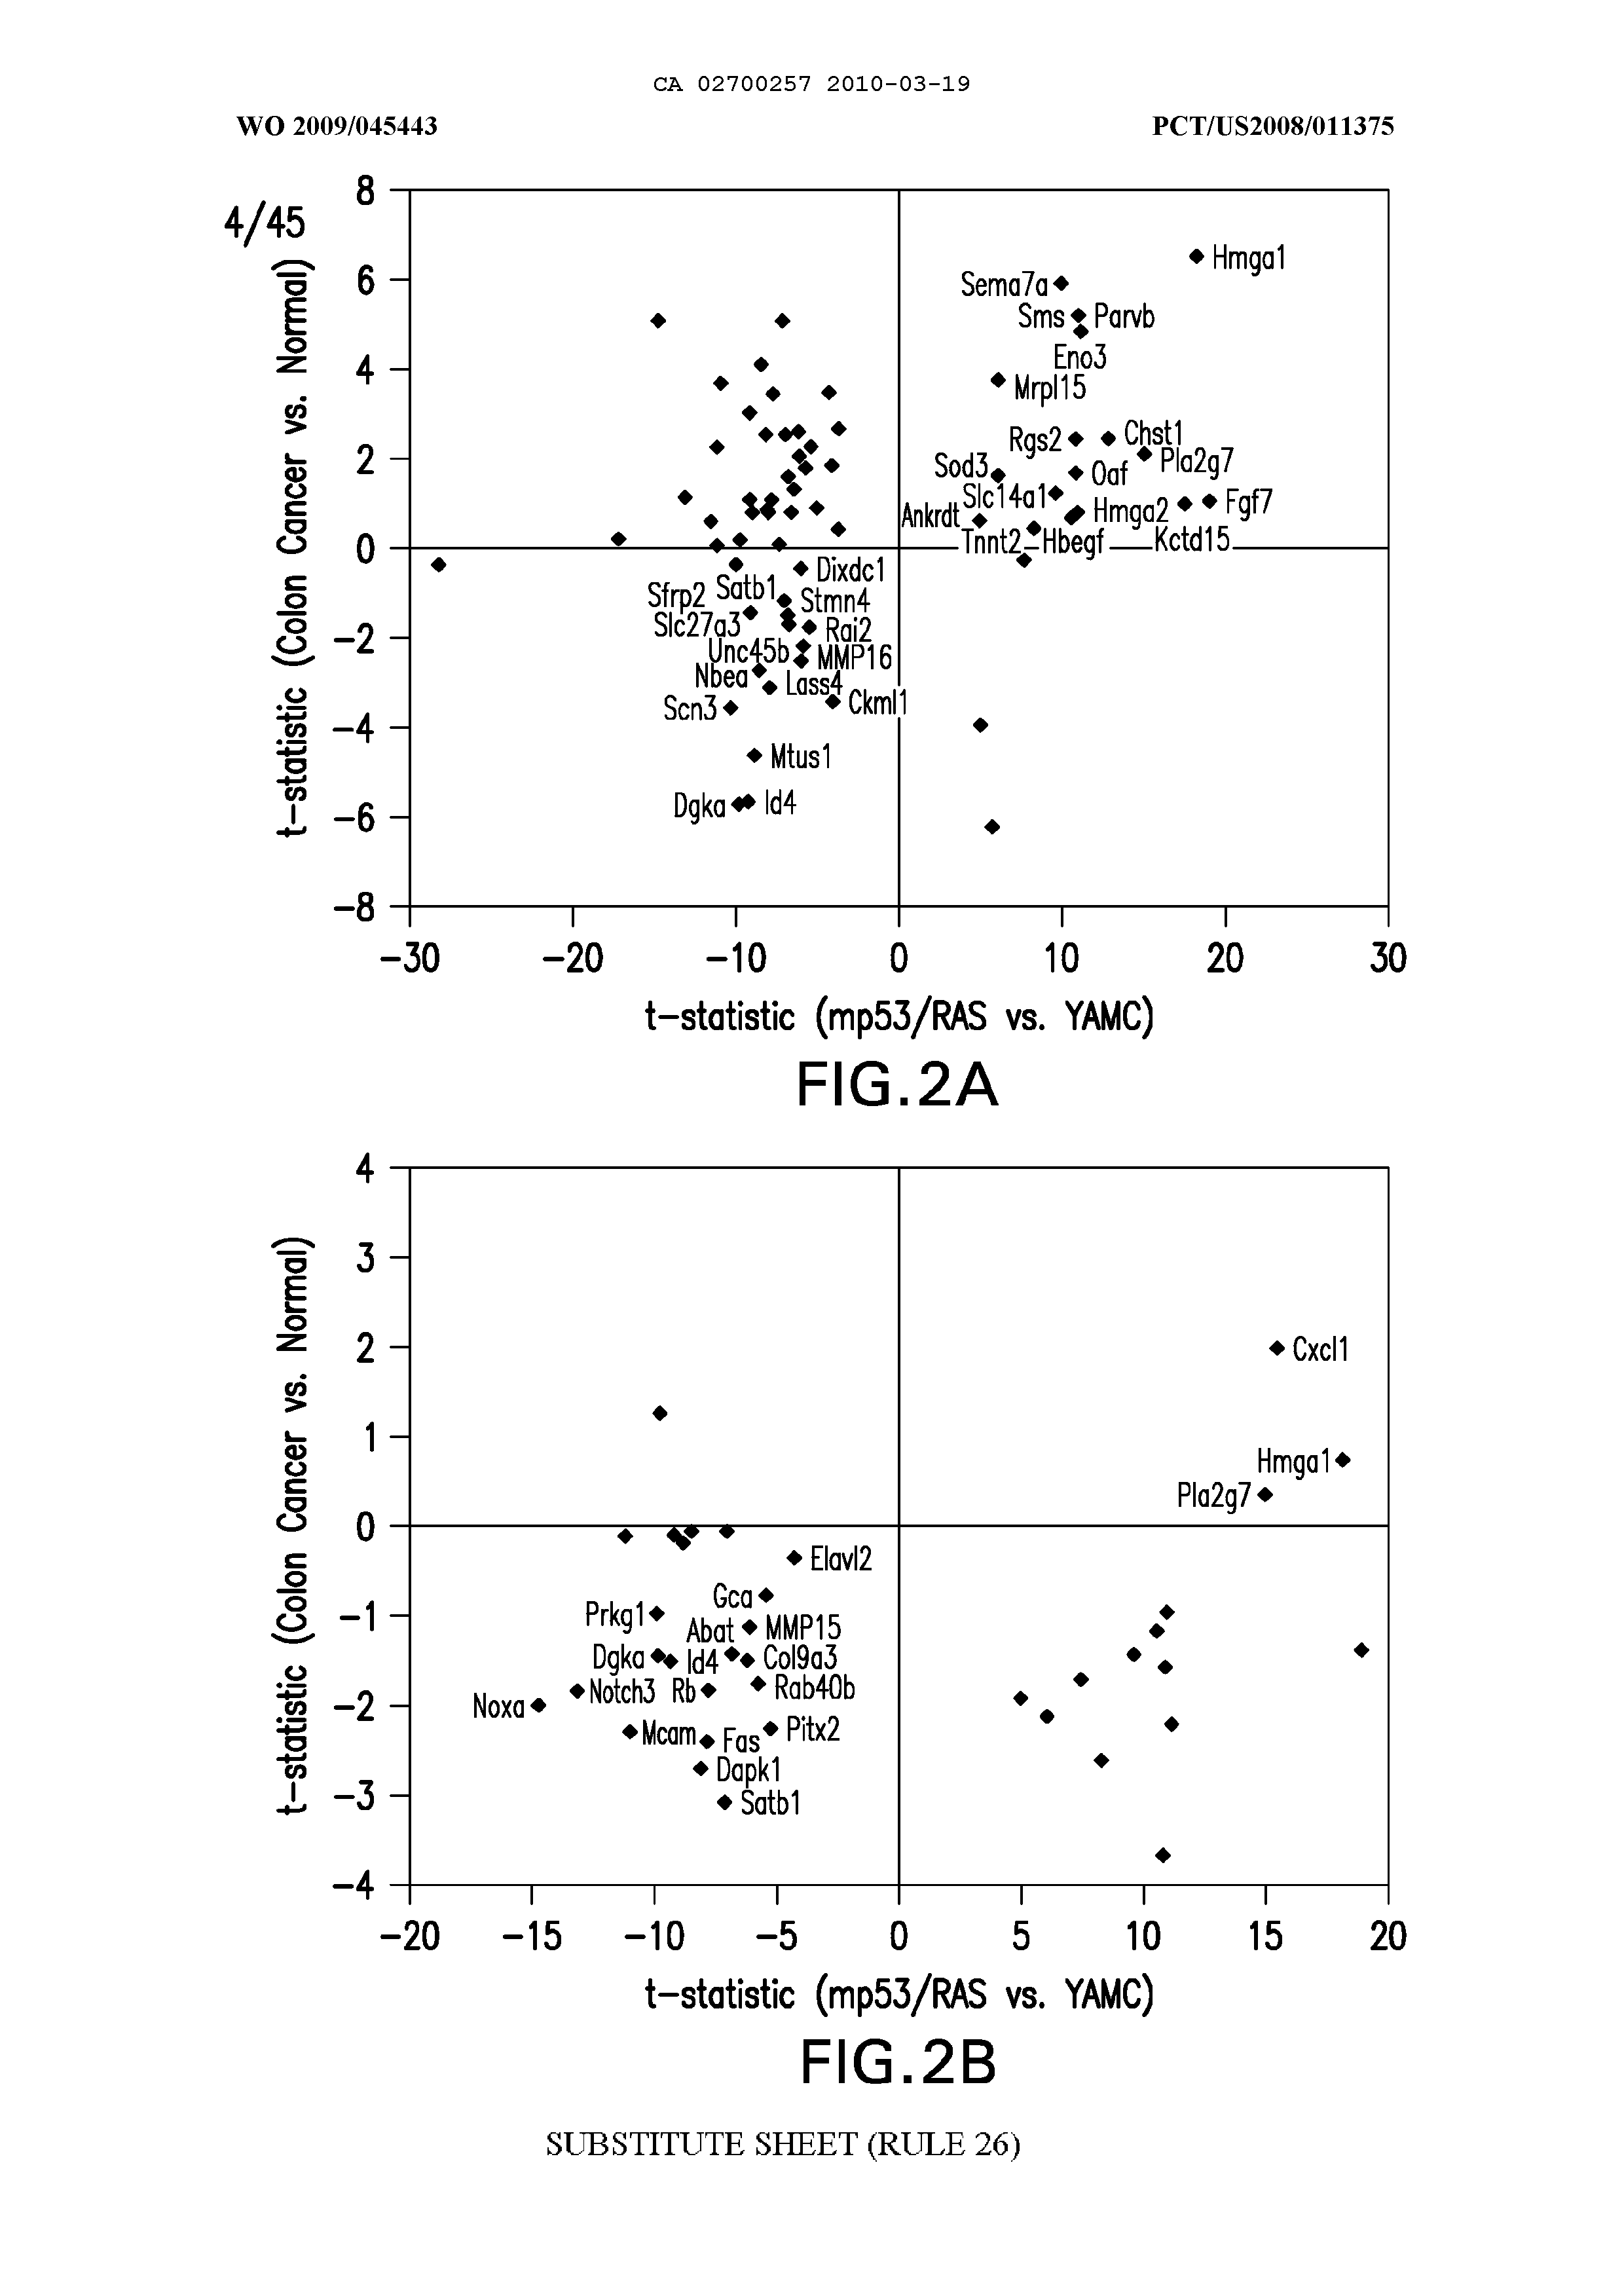 CA 02700257 2010-03-19
WO 2009/045443
PCT/US2008/011375
4/45
t-statistic (Colon Cancer vs. Normal)
8
6
4
2
0
-2
-4
-6
-8
Hmga1
Sema7a
Sms Parvb
Eno3
Mrpl15
Rgs2 Chst1
Pla2g7
Sod3 Oaf
Slc14a1
Ankrdt Hmga2 Fgf7
Tnnt2 Hbegf Kctd15
Dixdc1
Satb1
Sfrp2 Stmn4
Slc27a3 Rai2
Unc45b MMP16
Nbea Lass4
Scn3 Ckml1
Mtus1
Dgka Id4
-30 -20 -10 0 10 20 30
t-statistic (mp53/RAS vs. YAMC)
FIG.2A
t-statistic (Colon Cancer vs. Normal)
4
3
2
1
0
-1
-2
-3
-4
Cxcl1
Hmga1
Pla2g7
Elavl2
Gca
Prkg1 Abat MMP15
Dgka Id4 Col9a3
Notch3 Rb Rab40b
Noxa
Mcam Fas Pitx2
Dapk1
Satb1
-20 -15 -10 -5 0 5 10 15 20
t-statistic (mp53/RAS vs. YAMC)
FIG.2B
SUBSTITUTE SHEET (RULE 26)